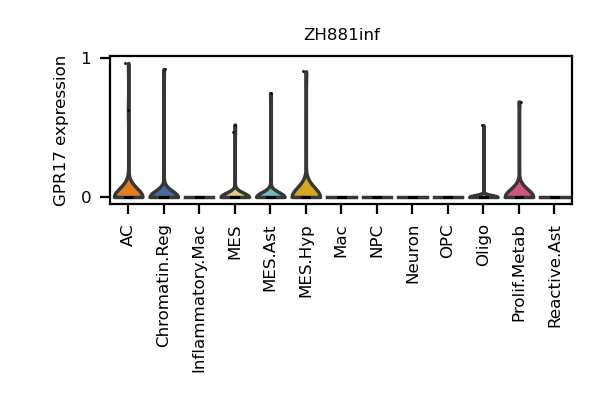 ZH881inf
GPR17 expression
1
0
AC
Chromatin.Reg
Inflammatory.Mac
MES
MES.Ast
MES.Hyp
Mac
NPC
Neuron
OPC
Oligo
Prolif.Metab
Reactive.Ast